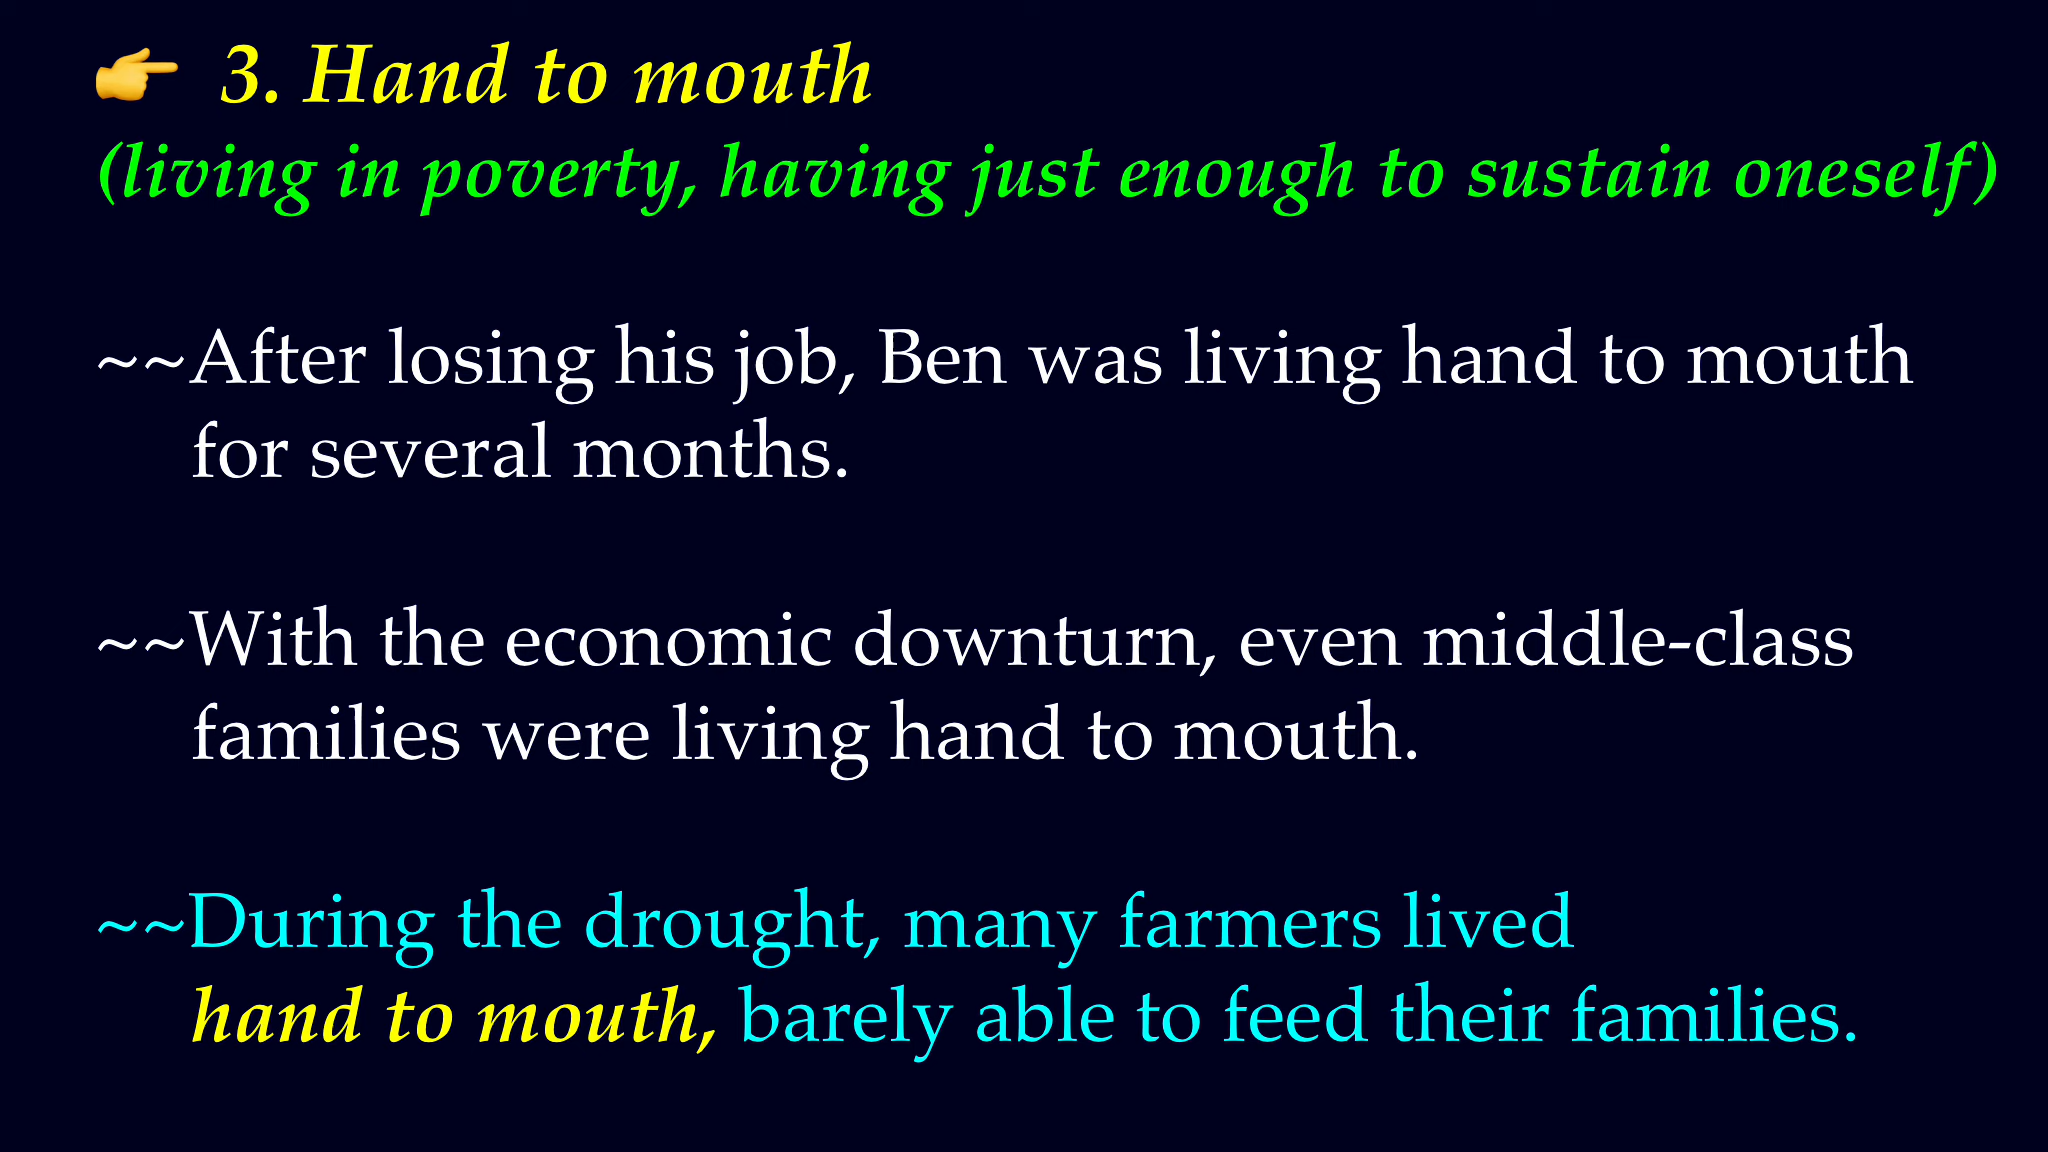 👉 3. Hand to mouth
(living in poverty, having just enough to sustain oneself)
~~After losing his job, Ben was living hand to mouth
for several months.
~~With the economic downturn, even middle-class
families were living hand to mouth.
~~During the drought, many farmers lived
hand to mouth, barely able to feed their families.